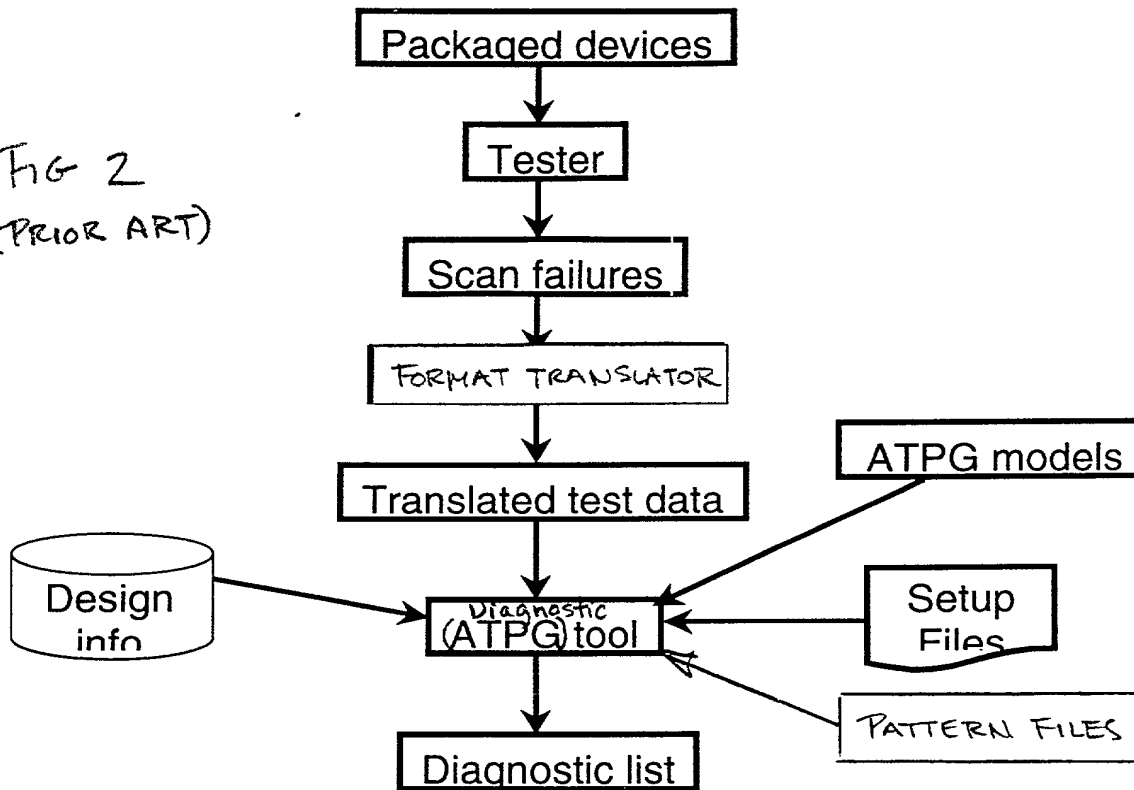 Packaged devices
Tester
FIG 2
(PRIOR ART)
Scan failures
FORMAT TRANSLATOR
ATPG models
Translated test data
Design
info
Diagnostic
(ATPG) tool
Setup
Files
PATTERN FILES
Diagnostic list